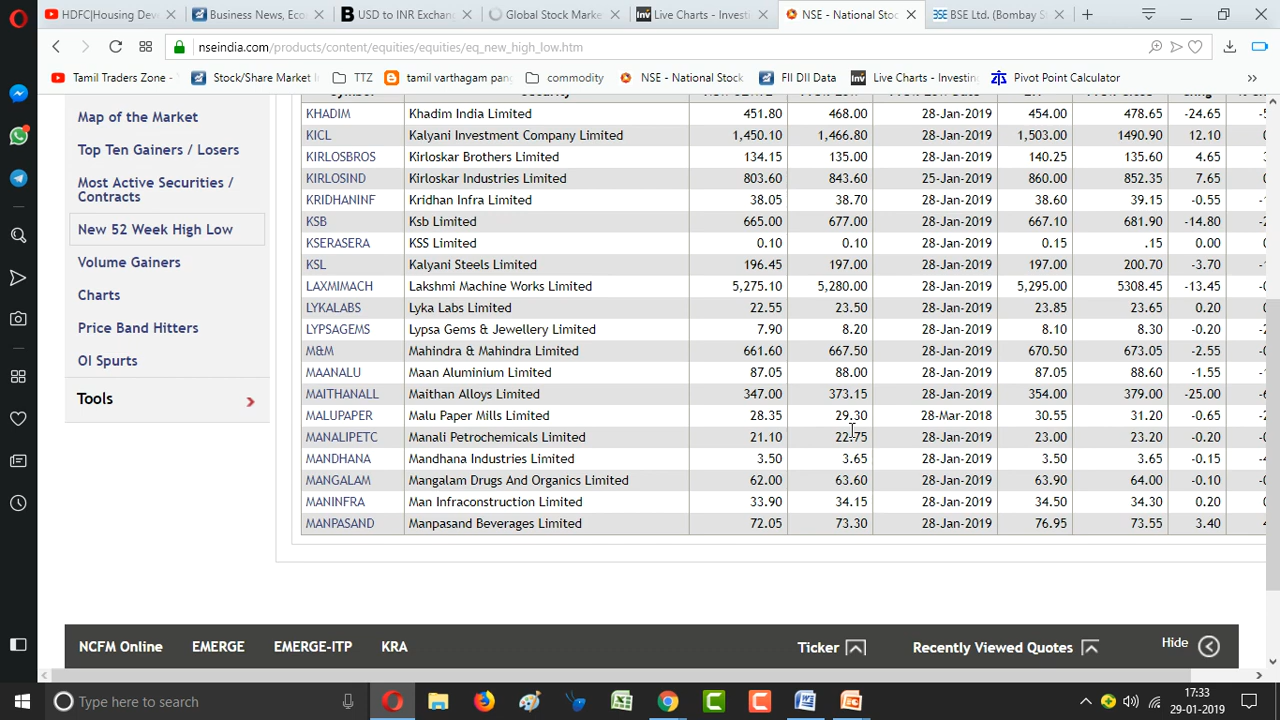 HDFC|Housing Dev
Business News, Eco
USD to INR Exchan
Global Stock Marke
Live Charts - Investi
NSE - National Stoc
BSE Ltd. (Bombay S
nseindia.com/products/content/equities/equities/eq_new_high_low.htm
Tamil Traders Zone -
Stock/Share Market I
TTZ
tamil varthagam pan
commodity
NSE - National Stock
FII DII Data
Live Charts - Investin
Pivot Point Calculator
Map of the Market
Top Ten Gainers / Losers
Most Active Securities /
Contracts
New 52 Week High Low
Volume Gainers
Charts
Price Band Hitters
OI Spurts
Tools
Symbol Security
KHADIM Khadim India Limited 451.80 468.00 28-Jan-2019 454.00 478.65 -24.65
KICL Kalyani Investment Company Limited 1,450.10 1,466.80 28-Jan-2019 1,503.00 1490.90 12.10
KIRLOSBROS Kirloskar Brothers Limited 134.15 135.00 28-Jan-2019 140.25 135.60 4.65
KIRLOSIND Kirloskar Industries Limited 803.60 843.60 25-Jan-2019 860.00 852.35 7.65
KRIDHANINF Kridhan Infra Limited 38.05 38.70 28-Jan-2019 38.60 39.15 -0.55
KSB Ksb Limited 665.00 677.00 28-Jan-2019 667.10 681.90 -14.80
KSERASERA KSS Limited 0.10 0.10 28-Jan-2019 0.15 .15 0.00
KSL Kalyani Steels Limited 196.45 197.00 28-Jan-2019 197.00 200.70 -3.70
LAXMIMACH Lakshmi Machine Works Limited 5,275.10 5,280.00 28-Jan-2019 5,295.00 5308.45 -13.45
LYKALABS Lyka Labs Limited 22.55 23.50 28-Jan-2019 23.85 23.65 0.20
LYPSAGEMS Lypsa Gems & Jewellery Limited 7.90 8.20 28-Jan-2019 8.10 8.30 -0.20
M&M Mahindra & Mahindra Limited 661.60 667.50 28-Jan-2019 670.50 673.05 -2.55
MAANALU Maan Aluminium Limited 87.05 88.00 28-Jan-2019 87.05 88.60 -1.55
MAITHANALL Maithan Alloys Limited 347.00 373.15 28-Jan-2019 354.00 379.00 -25.00
MALUPAPER Malu Paper Mills Limited 28.35 29.30 28-Mar-2018 30.55 31.20 -0.65
MANALIPETC Manali Petrochemicals Limited 21.10 22.75 28-Jan-2019 23.00 23.20 -0.20
MANDHANA Mandhana Industries Limited 3.50 3.65 28-Jan-2019 3.50 3.65 -0.15
MANGALAM Mangalam Drugs And Organics Limited 62.00 63.60 28-Jan-2019 63.90 64.00 -0.10
MANINFRA Man Infraconstruction Limited 33.90 34.15 28-Jan-2019 34.50 34.30 0.20
MANPASAND Manpasand Beverages Limited 72.05 73.30 28-Jan-2019 76.95 73.55 3.40
NCFM Online EMERGE EMERGE-ITP KRA Ticker Recently Viewed Quotes Hide
Type here to search
17:33
29-01-2019